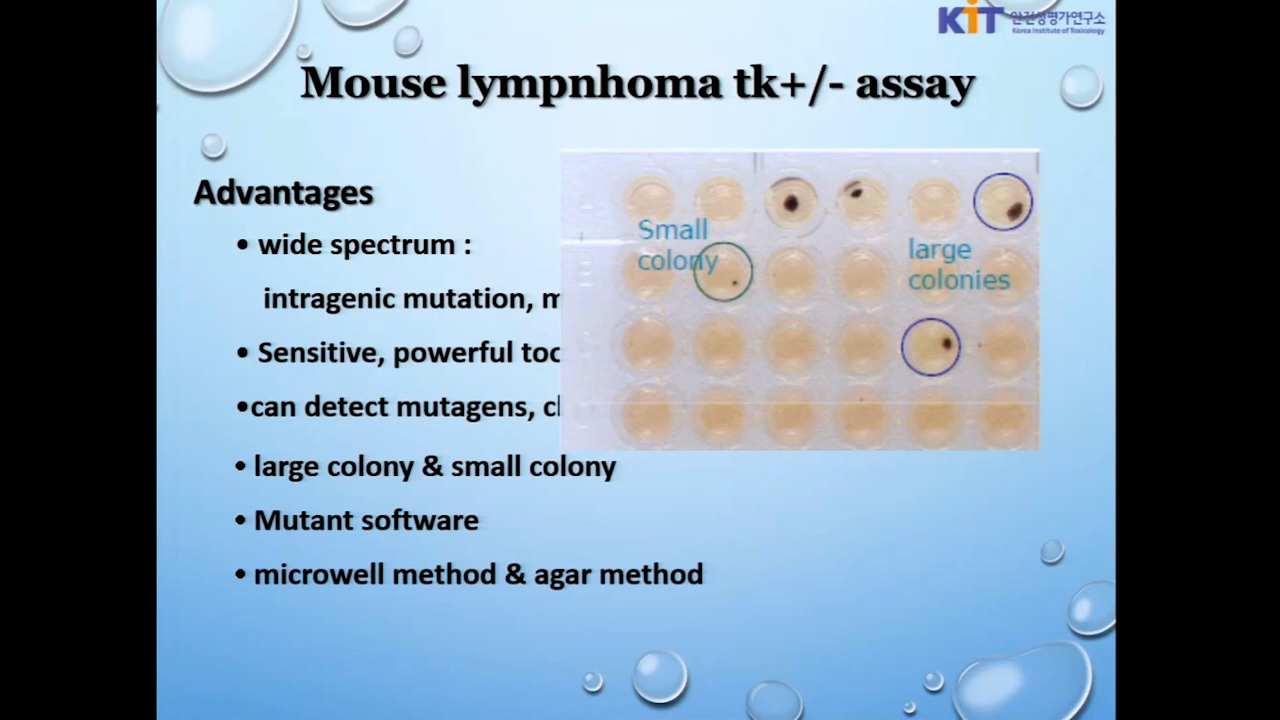 KIT 안전성평가연구소
Korea Institute of Toxicology
Mouse lympnhoma tk+/- assay
Advantages
• wide spectrum :
intragenic mutation, m
• Sensitive, powerful too
•can detect mutagens, cl
• large colony & small colony
• Mutant software
• microwell method & agar method
Small
colony
large
colonies